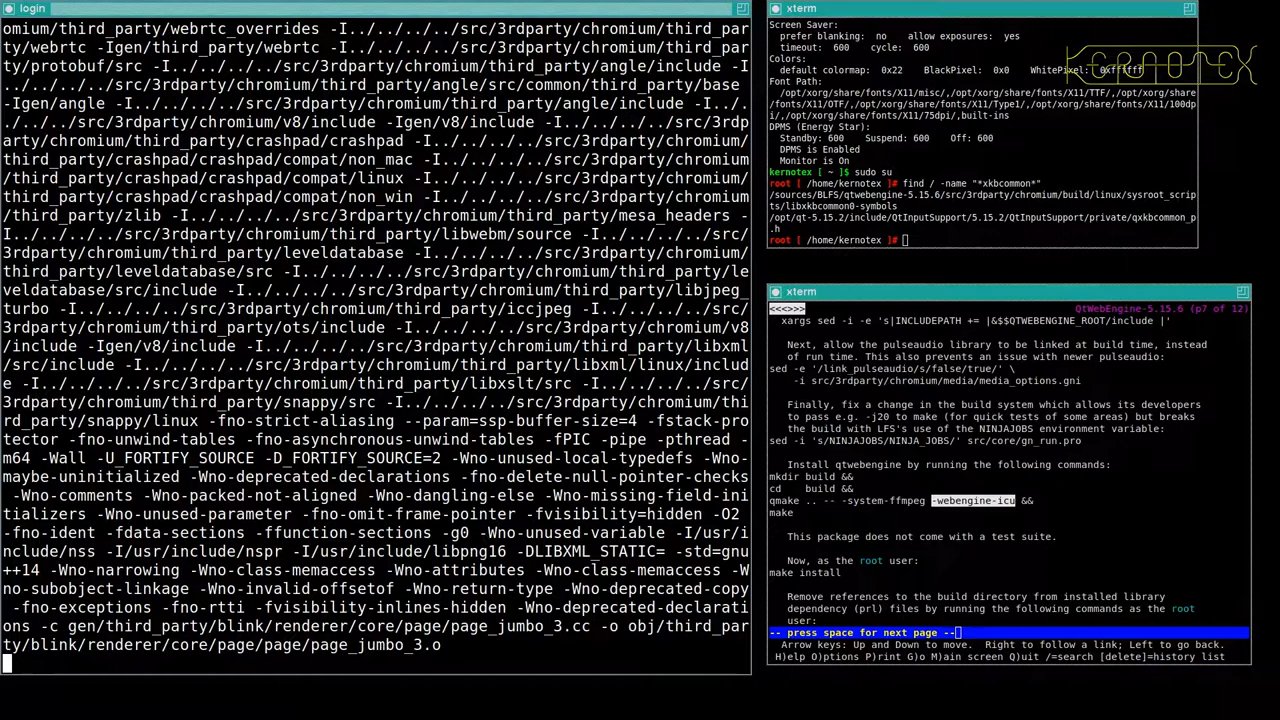 login
omium/third_party/webrtc_overrides -I../../../../src/3rdparty/chromium/third_par
ty/webrtc -Igen/third_party/webrtc -I../../../../src/3rdparty/chromium/third_par
ty/protobuf/src -I../../../../src/3rdparty/chromium/third_party/angle/include -I
../../../../src/3rdparty/chromium/third_party/angle/src/common/third_party/base 
-Igen/angle -I../../../../src/3rdparty/chromium/third_party/angle/include -I../.
./../../src/3rdparty/chromium/v8/include -Igen/v8/include -I../../../../src/3rdp
arty/chromium/third_party/crashpad/crashpad -I../../../../src/3rdparty/chromium/
third_party/crashpad/crashpad/compat/non_mac -I../../../../src/3rdparty/chromium
/third_party/crashpad/crashpad/compat/linux -I../../../../src/3rdparty/chromium/
third_party/crashpad/crashpad/compat/non_win -I../../../../src/3rdparty/chromium
/third_party/zlib -I../../../../src/3rdparty/chromium/third_party/mesa_headers -
I../../../../src/3rdparty/chromium/third_party/libwebm/source -I../../../../src/
3rdparty/chromium/third_party/leveldatabase -I../../../../src/3rdparty/chromium/
third_party/leveldatabase/src -I../../../../src/3rdparty/chromium/third_party/le
veldatabase/src/include -I../../../../src/3rdparty/chromium/third_party/libjpeg_
turbo -I../../../../src/3rdparty/chromium/third_party/iccjpeg -I../../../../src/
3rdparty/chromium/third_party/ots/include -I../../../../src/3rdparty/chromium/v8
/include -Igen/v8/include -I../../../../src/3rdparty/chromium/third_party/libxml
/src/include -I../../../../src/3rdparty/chromium/third_party/libxml/linux/includ
e -I../../../../src/3rdparty/chromium/third_party/libxslt/src -I../../../../src/
3rdparty/chromium/third_party/snappy/src -I../../../../src/3rdparty/chromium/thi
rd_party/snappy/linux -fno-strict-aliasing --param=ssp-buffer-size=4 -fstack-pro
tector -fno-unwind-tables -fno-asynchronous-unwind-tables -fPIC -pipe -pthread -
m64 -Wall -U_FORTIFY_SOURCE -D_FORTIFY_SOURCE=2 -Wno-unused-local-typedefs -Wno-
maybe-uninitialized -Wno-deprecated-declarations -fno-delete-null-pointer-checks
 -Wno-comments -Wno-packed-not-aligned -Wno-dangling-else -Wno-missing-field-ini
tializers -Wno-unused-parameter -fno-omit-frame-pointer -fvisibility=hidden -O2 
-fno-ident -fdata-sections -ffunction-sections -g0 -Wno-unused-variable -I/usr/i
nclude/nss -I/usr/include/nspr -I/usr/include/libpng16 -DLIBXML_STATIC= -std=gnu
++14 -Wno-narrowing -Wno-class-memaccess -Wno-attributes -Wno-class-memaccess -W
no-subobject-linkage -Wno-invalid-offsetof -Wno-return-type -Wno-deprecated-copy
 -fno-exceptions -fno-rtti -fvisibility-inlines-hidden -Wno-deprecated-declarati
ons -c gen/third_party/blink/renderer/core/page/page_jumbo_3.cc -o obj/third_par
ty/blink/renderer/core/page/page/page_jumbo_3.o
xterm
Screen Saver:
prefer blanking:  no    allow exposures:  yes
timeout:  600    cycle:  600
Colors:
default colormap:  0x22    BlackPixel:  0x0    WhitePixel:  0xffffff
Font Path:
/opt/xorg/share/fonts/X11/misc/,/opt/xorg/share/fonts/X11/TTF,/opt/xorg/share
/fonts/X11/OTF/,/opt/xorg/share/fonts/X11/Type1/,/opt/xorg/share/fonts/X11/100dp
i/,/opt/xorg/share/fonts/X11/75dpi/,built-ins
DPMS (Energy Star):
Standby: 600    Suspend: 600    Off: 600
DPMS is Enabled
Monitor is On
kernotex [ ~ ]$ sudo su
root [ /home/kernotex ]# find / -name "*xkbcommon*"
/sources/BLFS/qtwebengine-5.15.6/src/3rdparty/chromium/build/linux/sysroot_scrip
ts/libxkbcommon0-symbols
/opt/qt-5.15.2/include/QtInputSupport/5.15.2/QtInputSupport/private/qxkbcommon_p
.h
root [ /home/kernotex ]#
KERNOTEX
xterm
<<<>>> QtWebEngine-5.15.6 (p7 of 12)
xargs sed -i -e 's|INCLUDEPATH += |&$$QTWEBENGINE_ROOT/include |'
Next, allow the pulseaudio library to be linked at build time, instead
of run time. This also prevents an issue with newer pulseaudio:
sed -e '/link_pulseaudio/s/false/true/' \
-i src/3rdparty/chromium/media/media_options.gni
Finally, fix a change in the build system which allows its developers
to pass e.g. -j20 to make (for quick tests of some areas) but breaks
the build with LFS's use of the NINJAJOBS environment variable:
sed -i 's/NINJAJOBS/NINJA_JOBS/' src/core/gn_run.pro
Install qtwebengine by running the following commands:
mkdir build &&
cd    build &&
qmake .. -- -system-ffmpeg -webengine-icu &&
make
This package does not come with a test suite.
Now, as the root user:
make install
Remove references to the build directory from installed library
dependency (prl) files by running the following commands as the root
user:
-- press space for next page --
Arrow keys: Up and Down to move.  Right to follow a link; Left to go back.
H)elp O)ptions P)rint G)o M)ain screen Q)uit /=search [delete]=history list